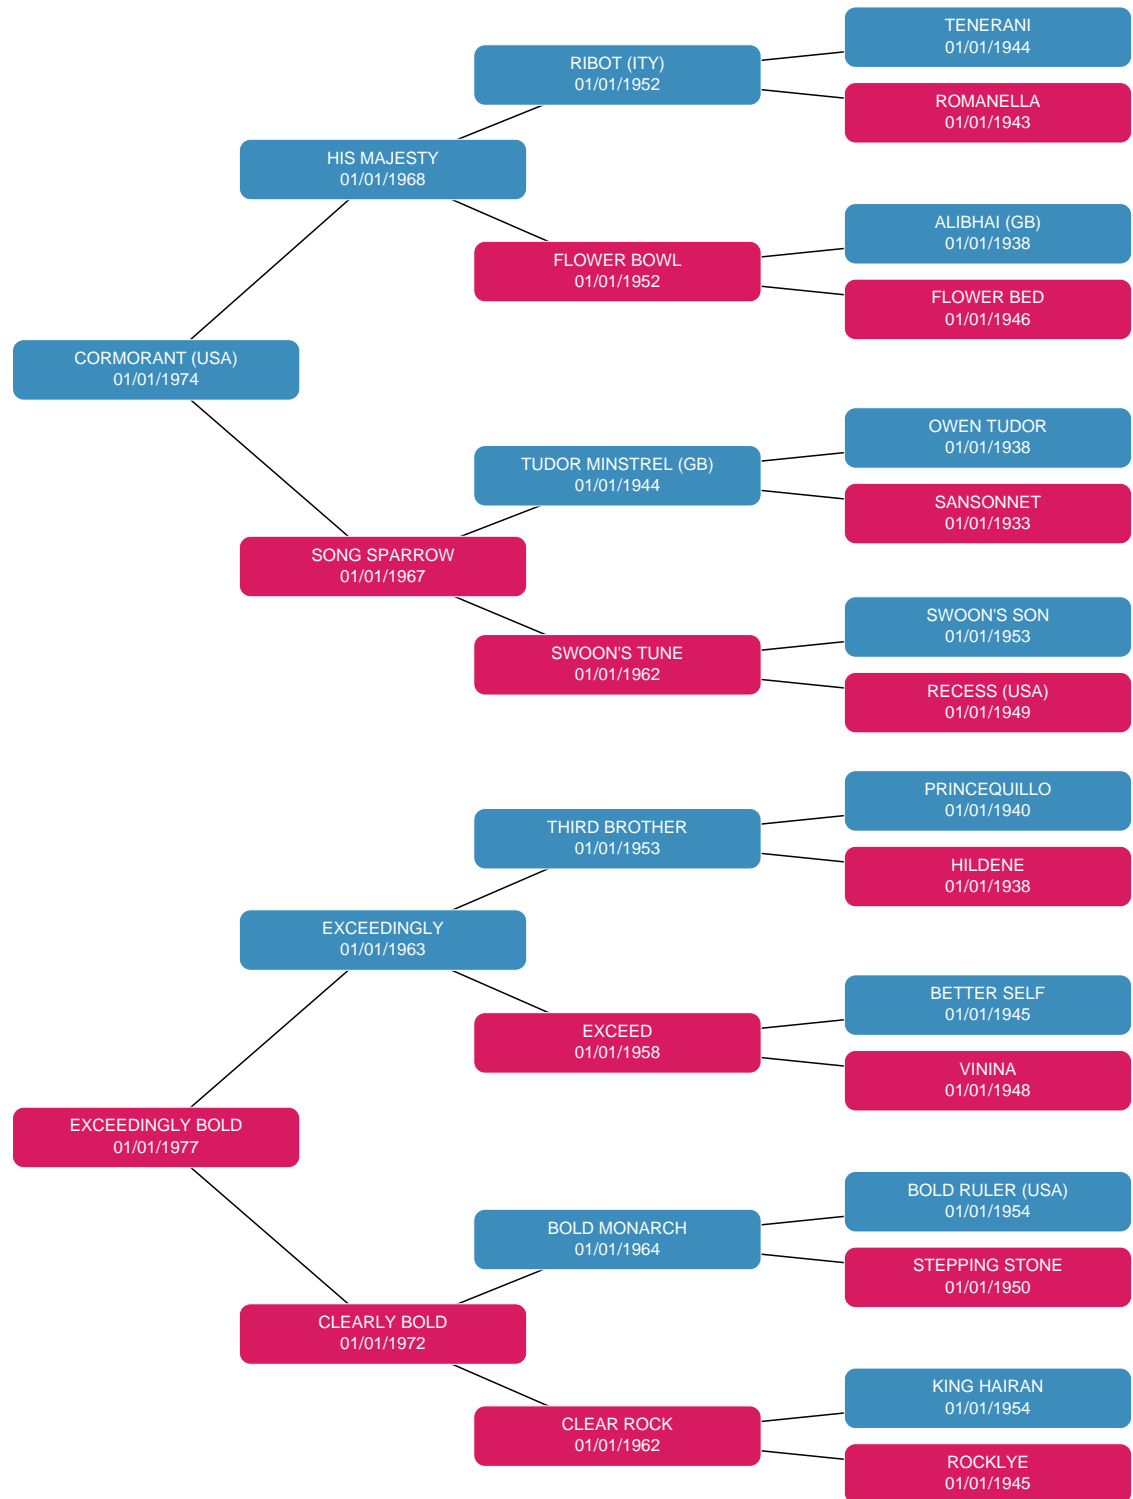 TENERANI
01/01/1944
RIBOT (ITY)
01/01/1952
ROMANELLA
01/01/1943
HIS MAJESTY
01/01/1968
ALIBHAI (GB)
01/01/1938
FLOWER BOWL
01/01/1952
FLOWER BED
01/01/1946
CORMORANT (USA)
01/01/1974
OWEN TUDOR
01/01/1938
TUDOR MINSTREL (GB)
01/01/1944
SANSONNET
01/01/1933
SONG SPARROW
01/01/1967
SWOON'S SON
01/01/1953
SWOON'S TUNE
01/01/1962
RECESS (USA)
01/01/1949
PRINCEQUILLO
01/01/1940
THIRD BROTHER
01/01/1953
HILDENE
01/01/1938
EXCEEDINGLY
01/01/1963
BETTER SELF
01/01/1945
EXCEED
01/01/1958
VININA
01/01/1948
EXCEEDINGLY BOLD
01/01/1977
BOLD RULER (USA)
01/01/1954
BOLD MONARCH
01/01/1964
STEPPING STONE
01/01/1950
CLEARLY BOLD
01/01/1972
KING HAIRAN
01/01/1954
CLEAR ROCK
01/01/1962
ROCKLYE
01/01/1945